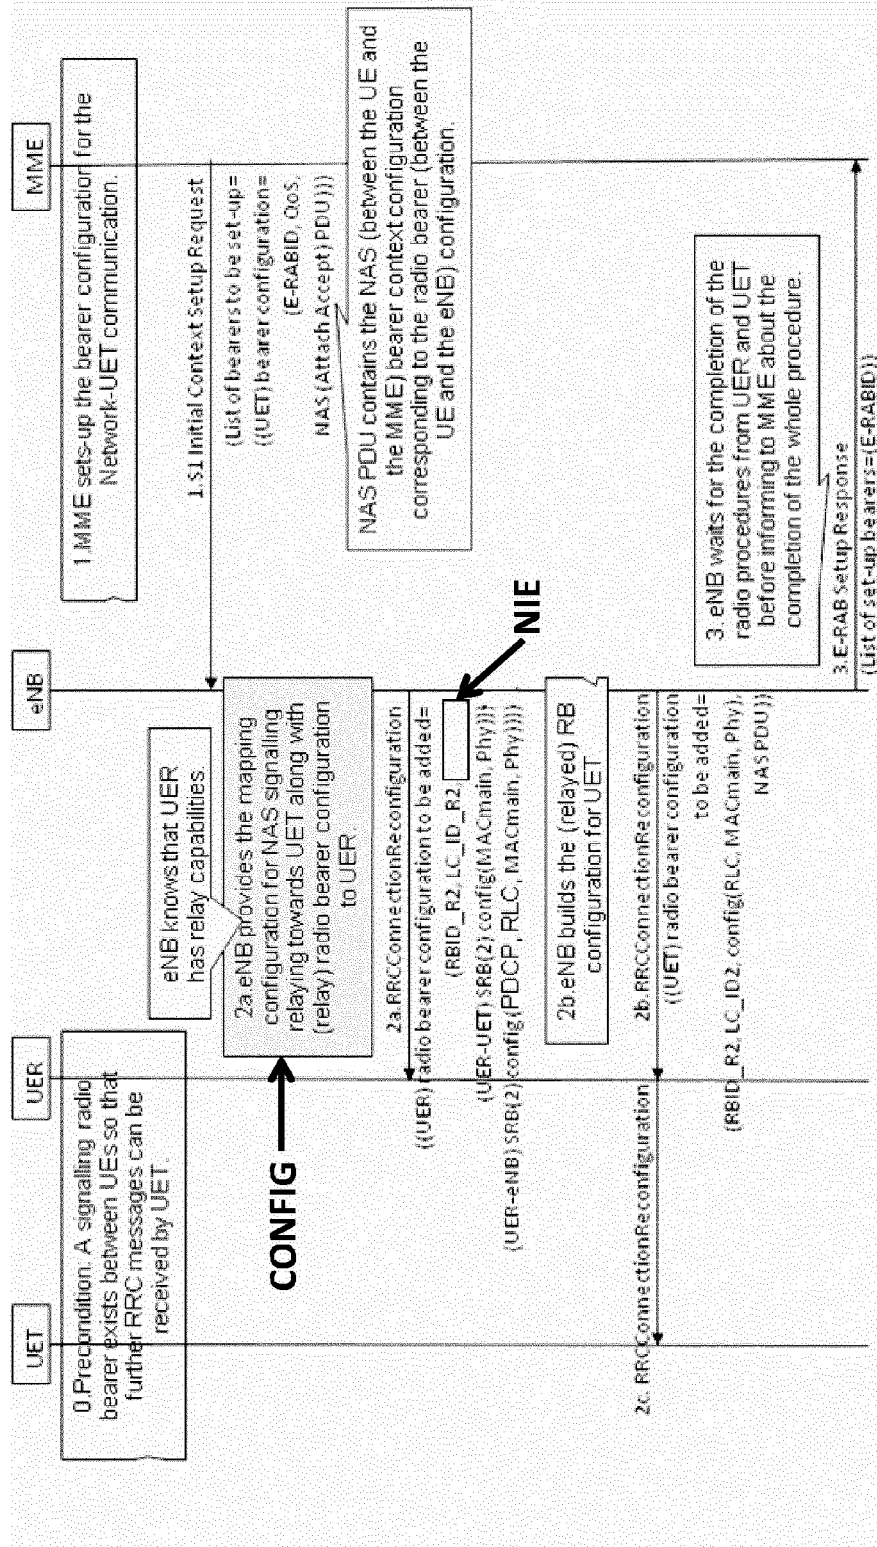 UET
UER
eNB
MME
0.Precondition. A signalling radio
bearer exists between UEs so that
further RRC messages can be
received by UET.
eNB knows that UER
has relay capabilities.
1.MME sets-up the bearer configuration for the
Network-UET communication.
1.S1 Initial Context Setup Request
(List of bearers to be set-up=
((UET) bearer configuration=
(E-RABID, QoS,
NAS (Attach Accept) PDU)))
CONFIG
2a.eNB provides the mapping
configuration for NAS signalling
relaying towards UET along with
(relay) radio bearer configuration
to UER
NAS PDU contains the NAS (between the UE and
the MME) bearer context configuration
corresponding to the radio bearer (between the
UE and the eNB) configuration.
2a.RRCConnectionReconfiguration
((UER) radio bearer configuration to be added=
(RBID_R2, LC_ID_R2,
NIE
(UER-UET) SRB(2) config(MACmain, Phy)))
(UER-eNB) SRB(2) config(PDCP, RLC, MACmain, Phy))))
2b.eNB builds the (relayed) RB
configuration for UET
2c. RRCConnectionReconfiguration
2b.RRCConnectionReconfiguration
((UET) radio bearer configuration
to be added=
(RBID_R2, LC_ID2, config(RLC, MACmain, Phy),
NAS PDU))
3. eNB waits for the completion of the
radio procedures from UER and UET
before informing to MME about the
completion of the whole procedure.
3.E-RAB Setup Response
(List of set-up bearers=(E-RABID))